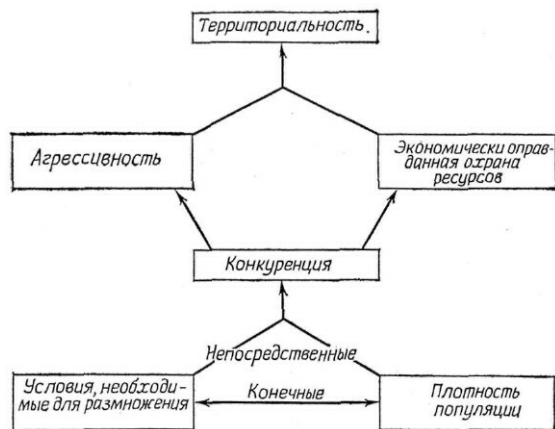 Территориальность.
Агрессивность
Экономически оправ-
данная охрана
ресурсов
Конкуренция
Непосредственные
Условия, необходи-
мые для размножения
Конечные
Плотность
популяции